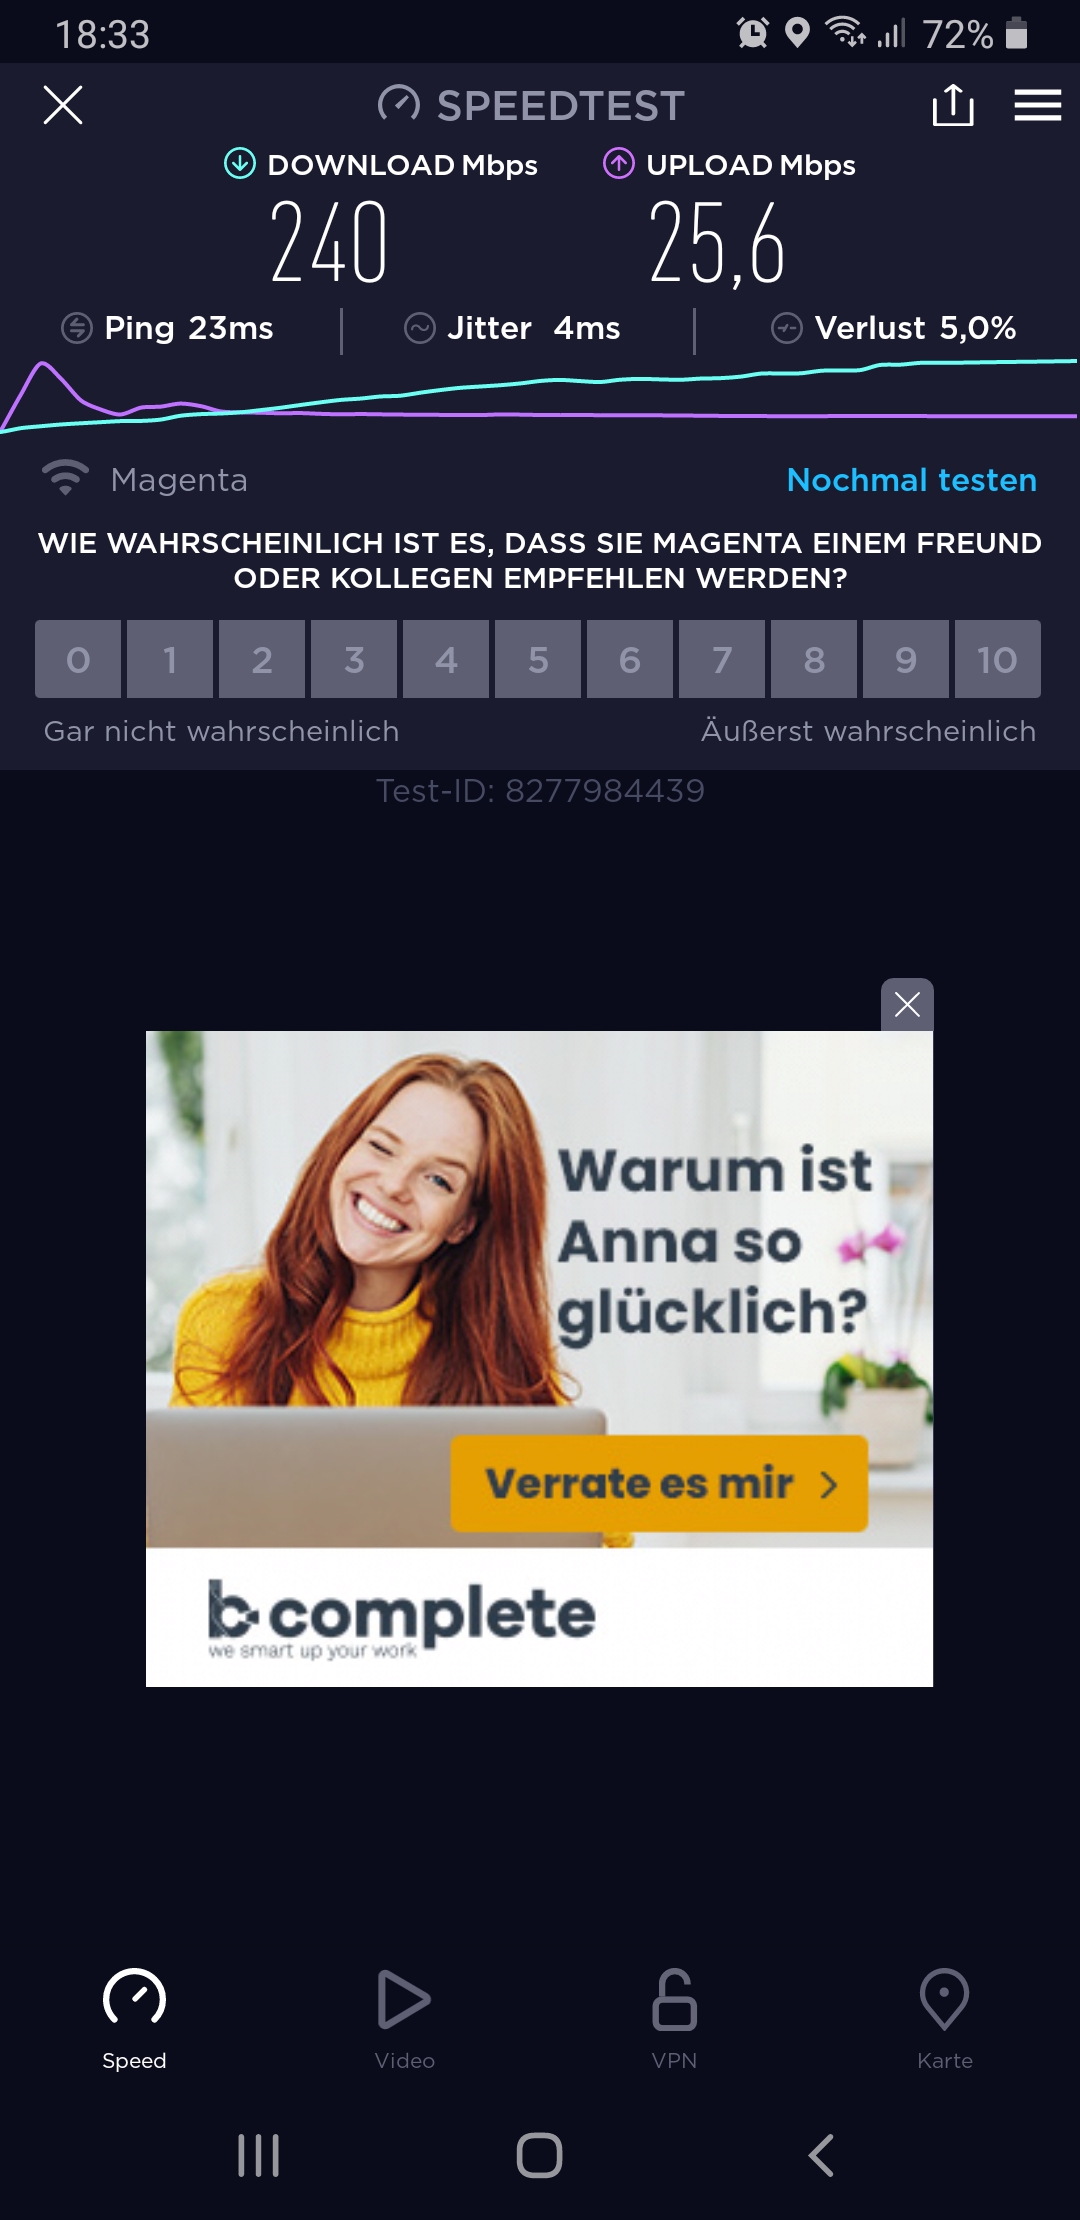 18:33
72%
SPEEDTEST
DOWNLOAD Mbps
UPLOAD Mbps
240
25,6
Ping 23ms
Jitter 4ms
Verlust 5,0%
Magenta
Nochmal testen
WIE WAHRSCHEINLICH IST ES, DASS SIE MAGENTA EINEM FREUND
ODER KOLLEGEN EMPFEHLEN WERDEN?
0 1 2 3 4 5 6 7 8 9 10
Gar nicht wahrscheinlich
Äußerst wahrscheinlich
Test-ID: 8277984439
Warum ist
Anna so
glücklich?
Verrate es mir
b complete
we smart up your work
Speed
Video
VPN
Karte